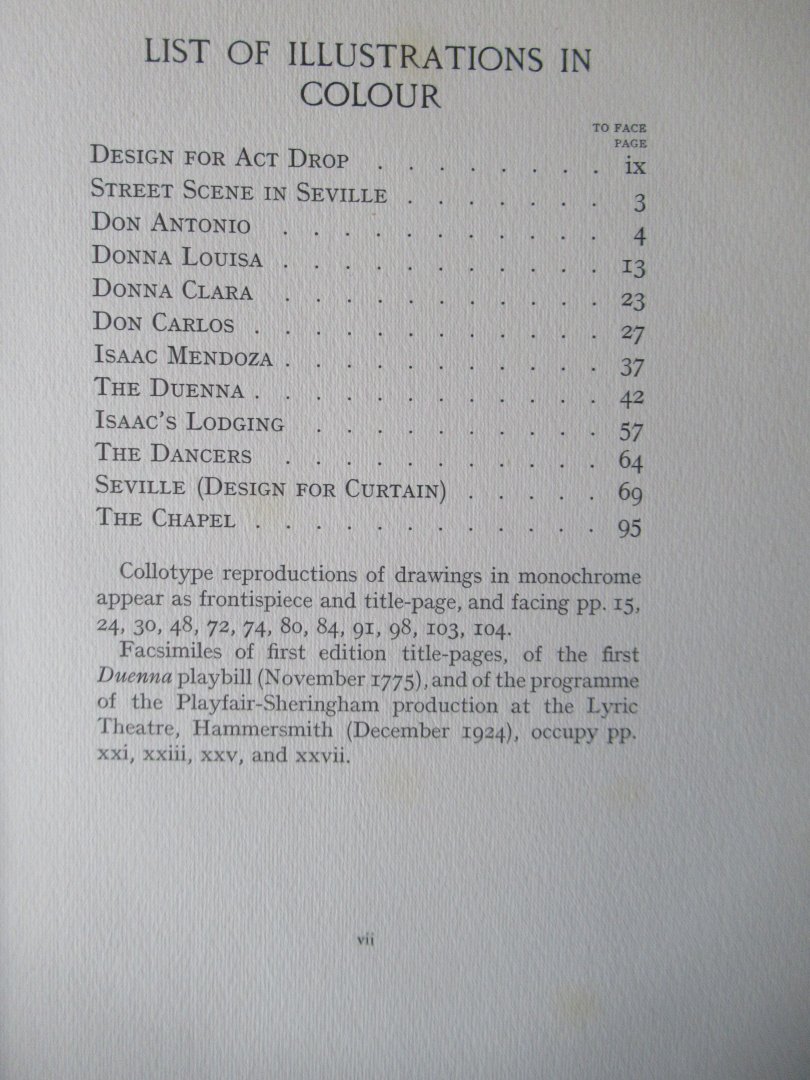 LIST OF ILLUSTRATIONS IN
COLOUR
TO FACE
PAGE
Design for Act Drop . . . . . . . . ix
Street Scene in Seville . . . . . . . 3
Don Antonio . . . . . . . . . . . 4
Donna Louisa . . . . . . . . . . . 13
Donna Clara . . . . . . . . . . . 23
Don Carlos . . . . . . . . . . . . 27
Isaac Mendoza . . . . . . . . . . . 37
The Duenna . . . . . . . . . . . . 42
Isaac's Lodging . . . . . . . . . . 57
The Dancers . . . . . . . . . . . 64
Seville (Design for Curtain) . . . . . 69
The Chapel . . . . . . . . . . . . 95
Collotype reproductions of drawings in monochrome
appear as frontispiece and title-page, and facing pp. 15,
24, 30, 48, 72, 74, 80, 84, 91, 98, 103, 104.
Facsimiles of first edition title-pages, of the first
Duenna playbill (November 1775), and of the programme
of the Playfair-Sheringham production at the Lyric
Theatre, Hammersmith (December 1924), occupy pp.
xxi, xxiii, xxv, and xxvii.
vii